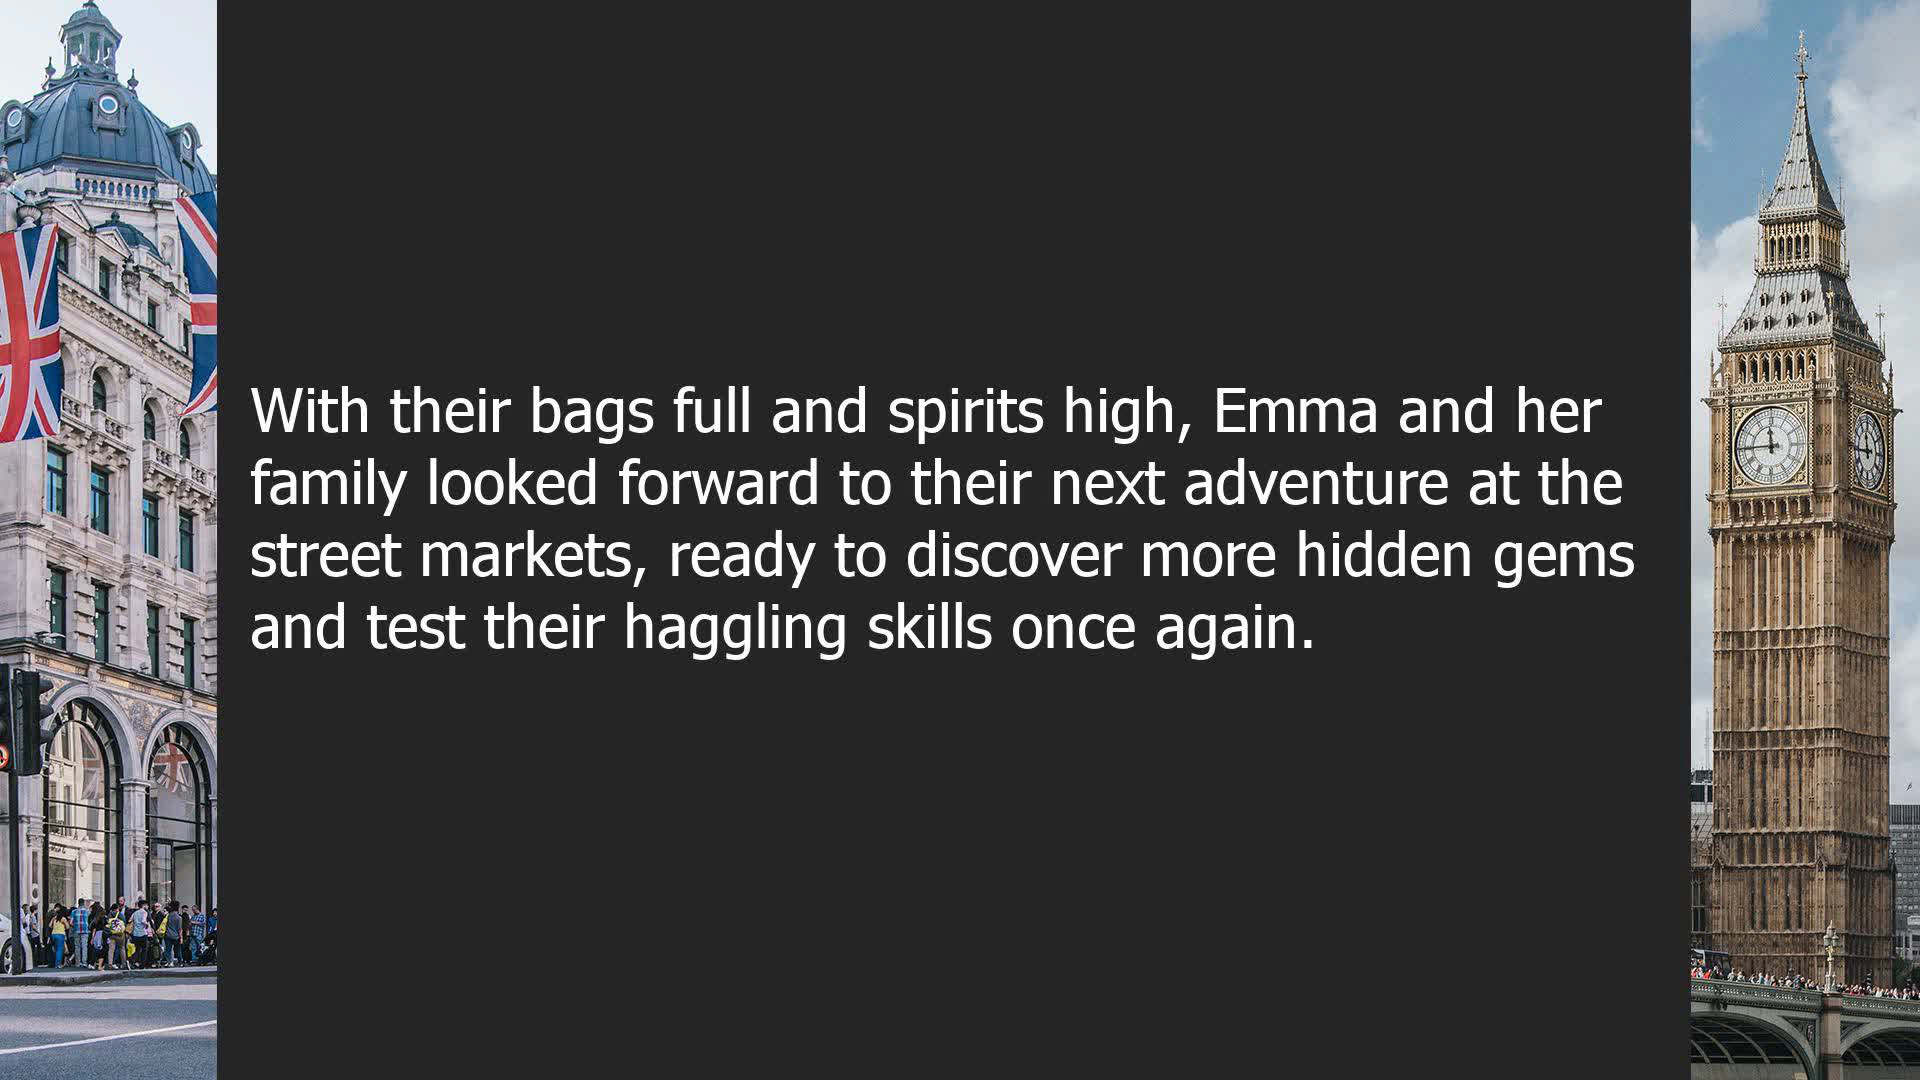 With their bags full and spirits high, Emma and her
family looked forward to their next adventure at the
street markets, ready to discover more hidden gems
and test their haggling skills once again.